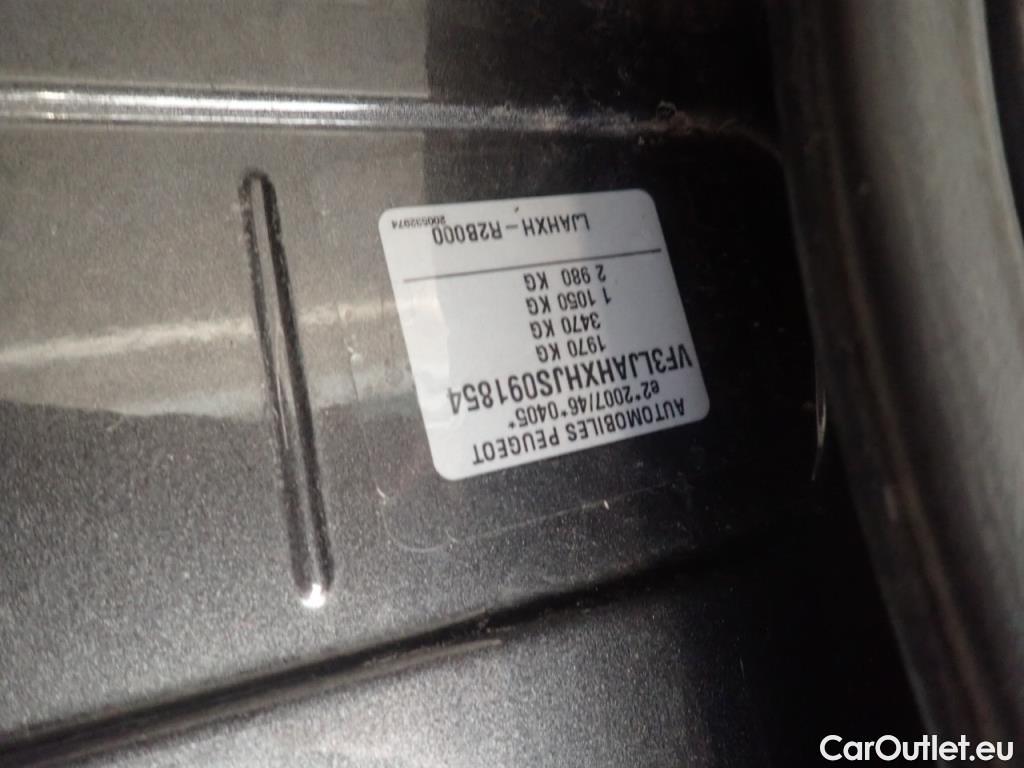 AUTOMOBILES PEUGEOT
e2*2007/46*0405*
VF3LJAHXHJS091854
1970 KG
3470 KG
1 1050 KG
2 980 KG
LJAHXH-R2B000
200532974
CarOutlet.eu